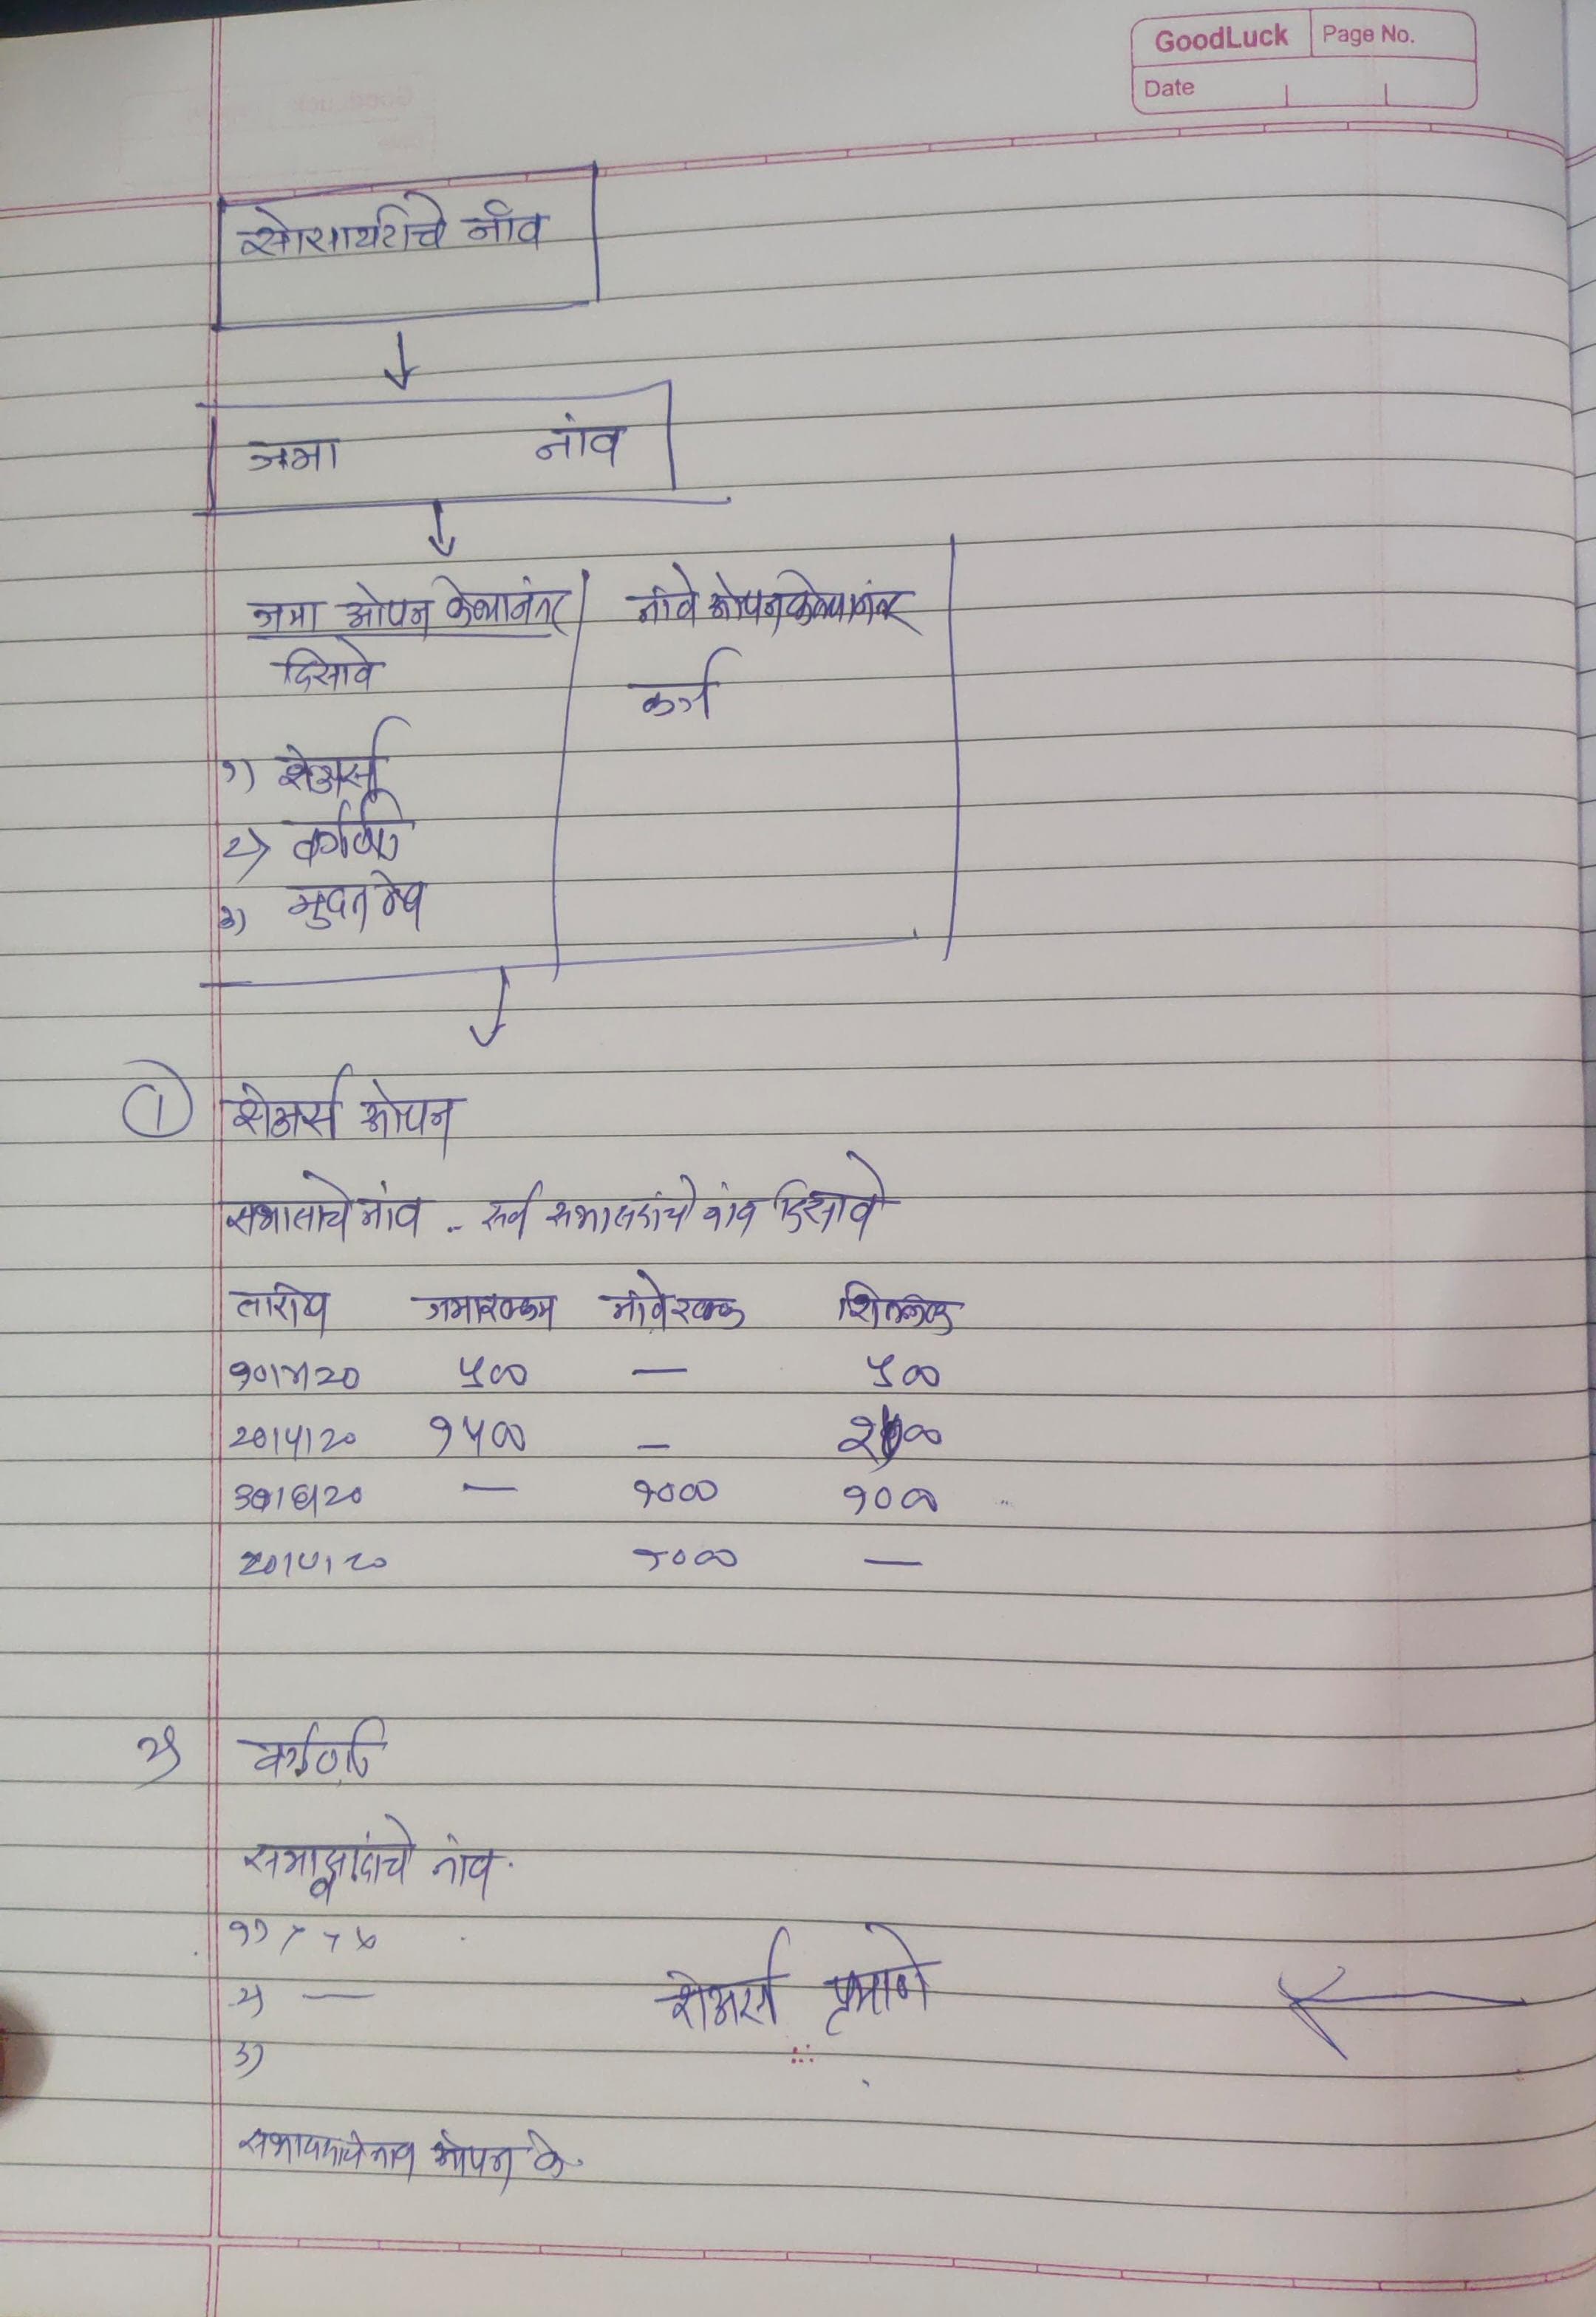 GoodLuck Page No.
Date
सोसायटीचे नॉव
जमा नांव
जमा ओपन केल्यानंतर नांवे ओपन केल्यानंतर
दिसावे
कर्ज
१) शेअर्स
२) वर्गणी
३) मुदत ठेव
① शेअर्स ओपन
सभासाचे नांव - सर्व सभासदांचे नांव दिसावे
तारीख जमा रक्कम नांवे रक्कम शिल्लक
१०।४।२० ५०० — ५००
२०।५।२० १५०० — २०००
३०।६।२० — १००० १०००
२०।७।२० १००० —
२) वर्गणी
सभासदांचे नांव.
१)
२) — शेअर्स प्रमाणे
३)
सभासदाचे नाव ओपन के.